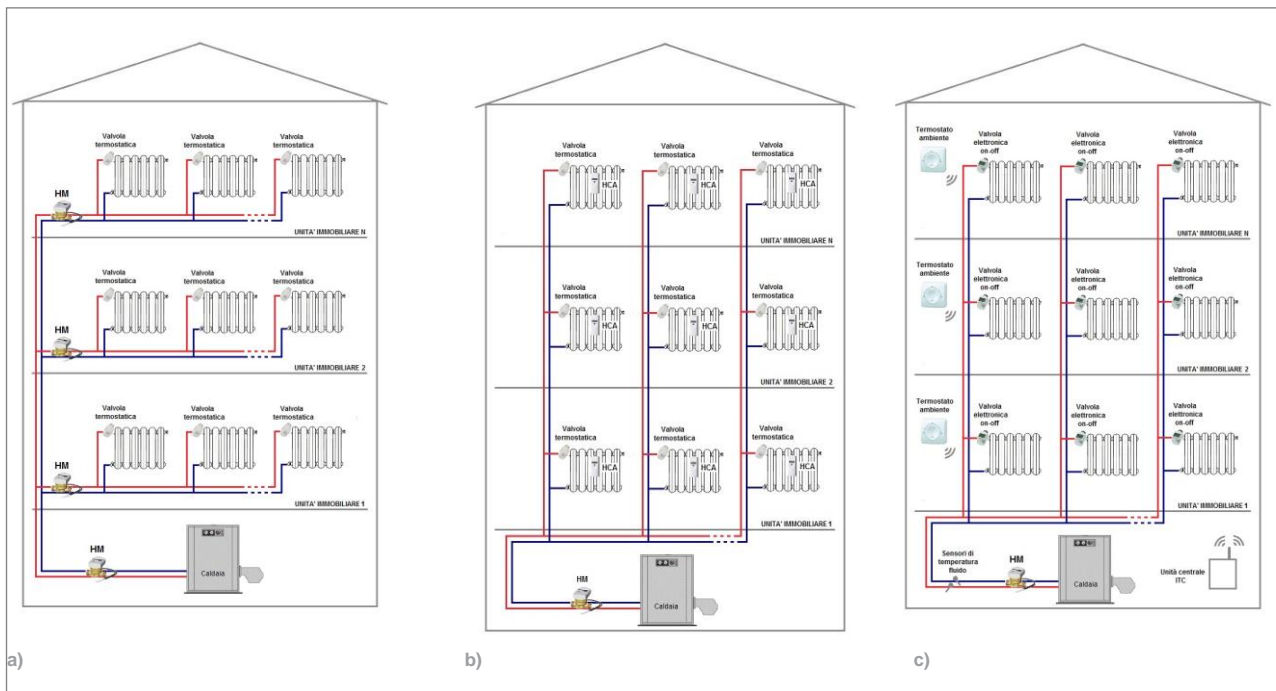 Valvola
termostatica
Valvola
termostatica
Valvola
termostatica
HM
UNITA' IMMOBILIARE N
Valvola
termostatica
Valvola
termostatica
Valvola
termostatica
HM
UNITA' IMMOBILIARE 2
Valvola
termostatica
Valvola
termostatica
Valvola
termostatica
HM
UNITA' IMMOBILIARE 1
HM
Caldaia
a)
Valvola
termostatica
Valvola
termostatica
Valvola
termostatica
HCA
HCA
HCA
UNITA' IMMOBILIARE N
Valvola
termostatica
Valvola
termostatica
Valvola
termostatica
HCA
HCA
HCA
UNITA' IMMOBILIARE 2
Valvola
termostatica
Valvola
termostatica
Valvola
termostatica
HCA
HCA
HCA
UNITA' IMMOBILIARE 1
HM
Caldaia
b)
Termostato
ambiente
Valvola
elettronica
on-off
Valvola
elettronica
on-off
Valvola
elettronica
on-off
UNITA' IMMOBILIARE N
Termostato
ambiente
Valvola
elettronica
on-off
Valvola
elettronica
on-off
Valvola
elettronica
on-off
UNITA' IMMOBILIARE 2
Termostato
ambiente
Valvola
elettronica
on-off
Valvola
elettronica
on-off
Valvola
elettronica
on-off
UNITA' IMMOBILIARE 1
Sensori di
temperatura
fluido
HM
Caldaia
Unità centrale
ITC
c)